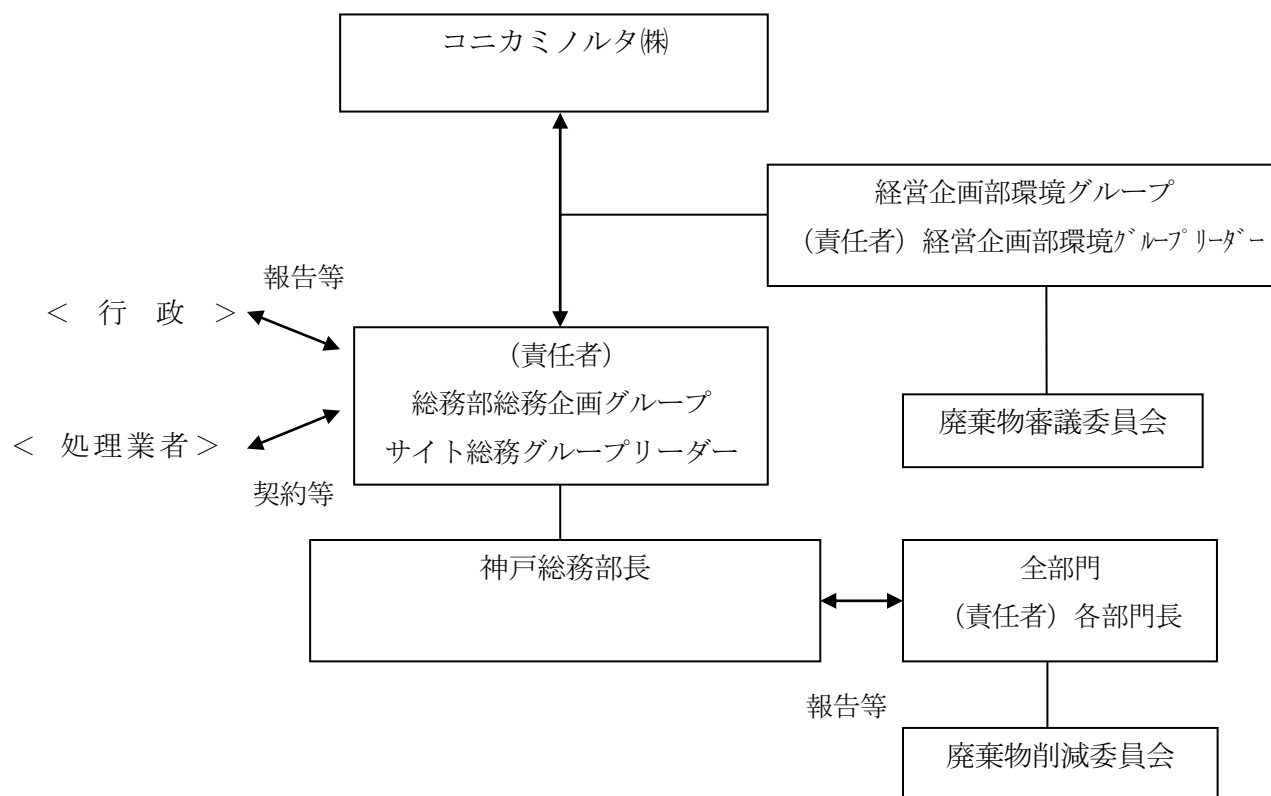 コニカミノルタ㈱
経営企画部環境グループ
（責任者）経営企画部環境ｸﾞﾙｰﾌﾟﾘｰﾀﾞｰ
報告等
＜　行　政　＞
（責任者）
総務部総務企画グループ
サイト総務グループリーダー
廃棄物審議委員会
＜　処理業者＞
契約等
神戸総務部長
全部門
（責任者）各部門長
報告等
廃棄物削減委員会